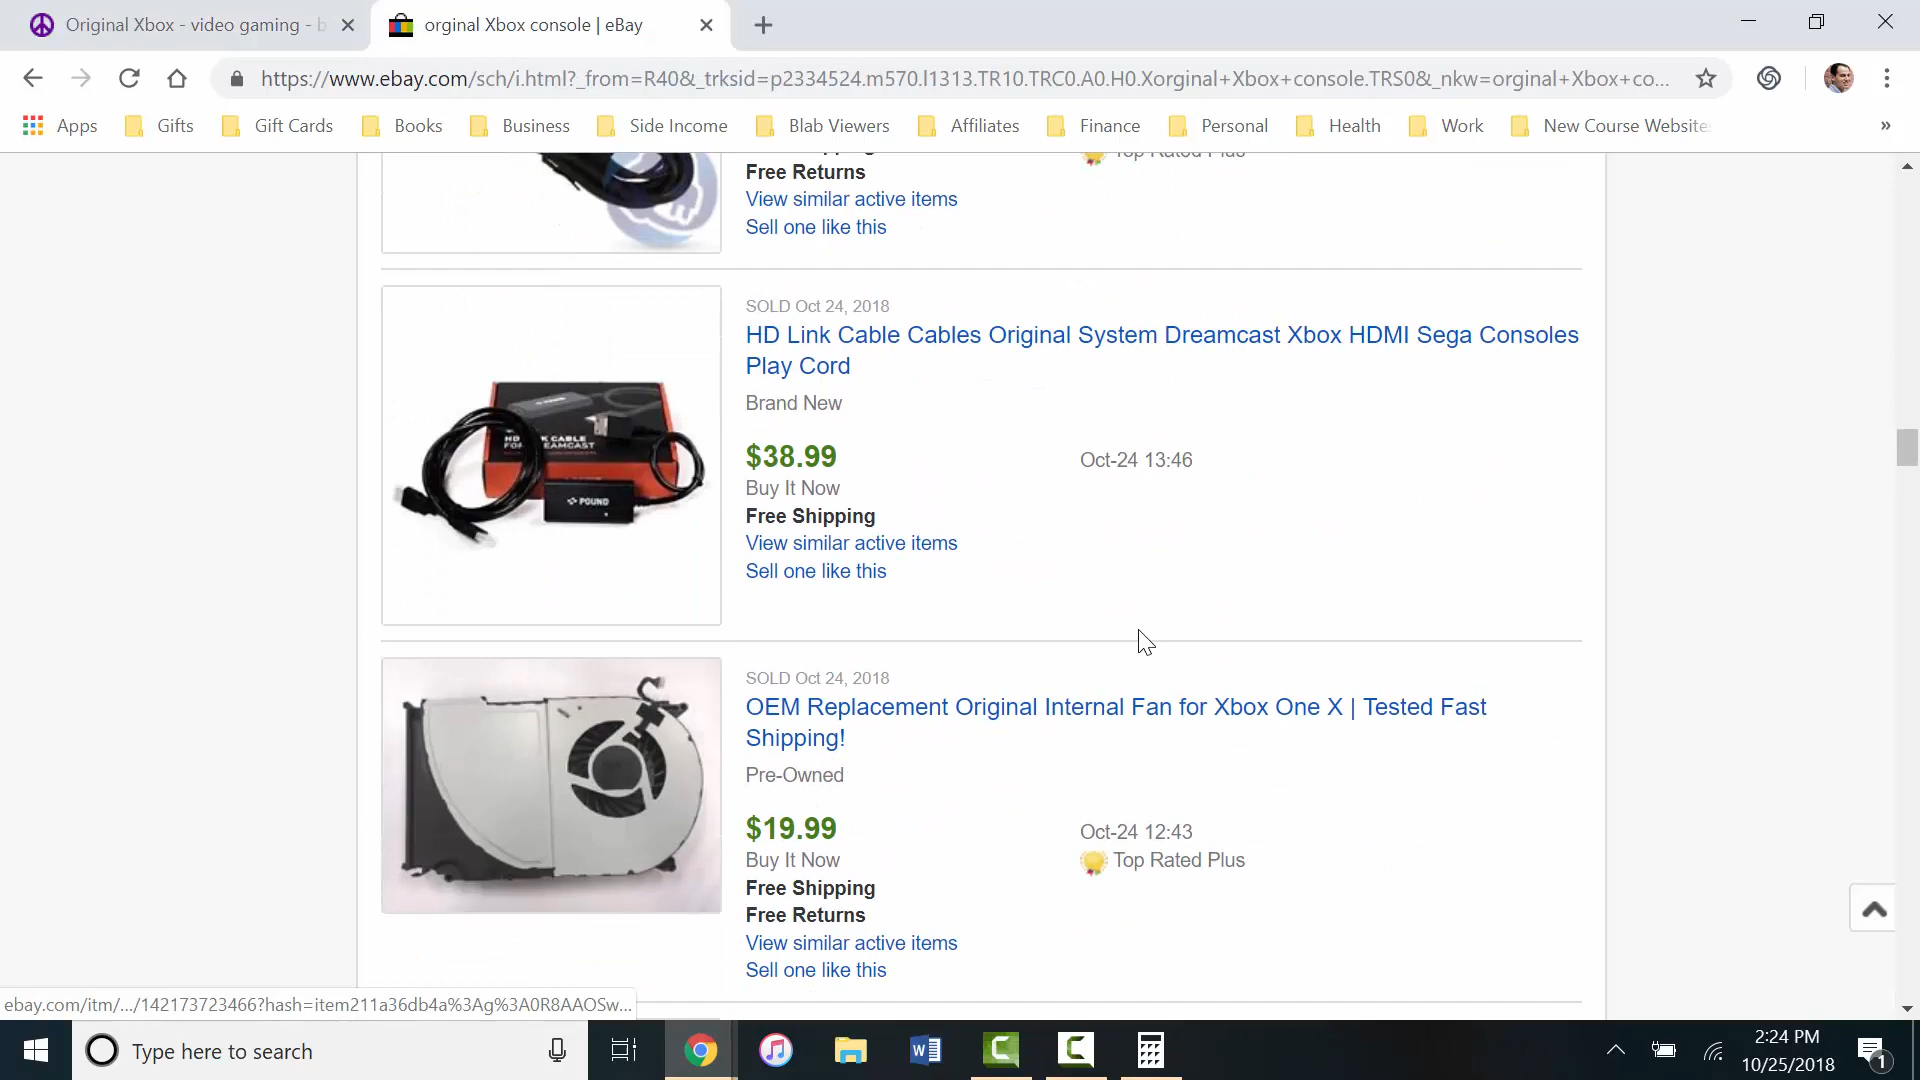 Original Xbox - video gaming - b
orginal Xbox console | eBay
https://www.ebay.com/sch/i.html?_from=R40&_trksid=p2334524.m570.l1313.TR10.TRC0.A0.H0.Xorginal+Xbox+console.TRS0&_nkw=orginal+Xbox+co...
Apps
Gifts
Gift Cards
Books
Business
Side Income
Blab Viewers
Affiliates
Finance
Personal
Health
Work
New Course Website
»
Top Rated Plus
Free Returns
View similar active items
Sell one like this
SOLD Oct 24, 2018
HD Link Cable Cables Original System Dreamcast Xbox HDMI Sega Consoles
Play Cord
Brand New
$38.99
Oct-24 13:46
Buy It Now
Free Shipping
View similar active items
Sell one like this
POUND
SOLD Oct 24, 2018
OEM Replacement Original Internal Fan for Xbox One X | Tested Fast
Shipping!
Pre-Owned
$19.99
Oct-24 12:43
Buy It Now
Top Rated Plus
Free Shipping
Free Returns
View similar active items
Sell one like this
ebay.com/itm/.../142173723466?hash=item211a36db4a%3Ag%3A0R8AAOSw...
Type here to search
2:24 PM
10/25/2018
1